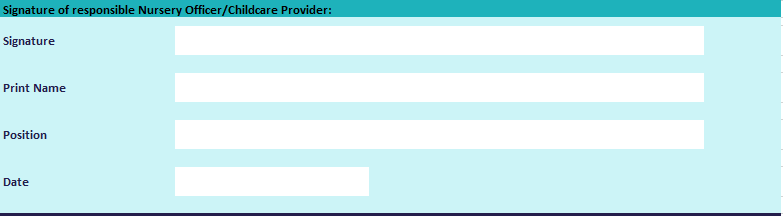 Signature of responsible Nursery Officer/Childcare Provider:
Signature
Print Name
Position
Date